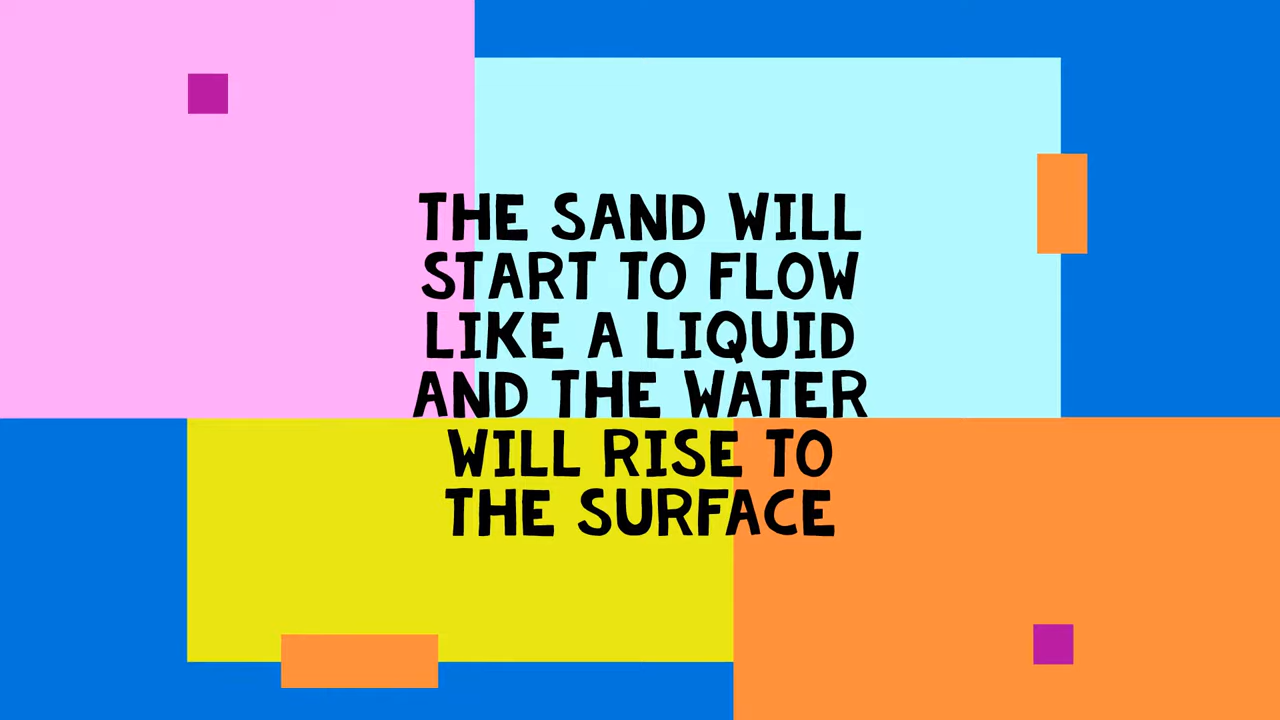 THE SAND WILL
START TO FLOW
LIKE A LIQUID
AND THE WATER
WILL RISE TO
THE SURFACE